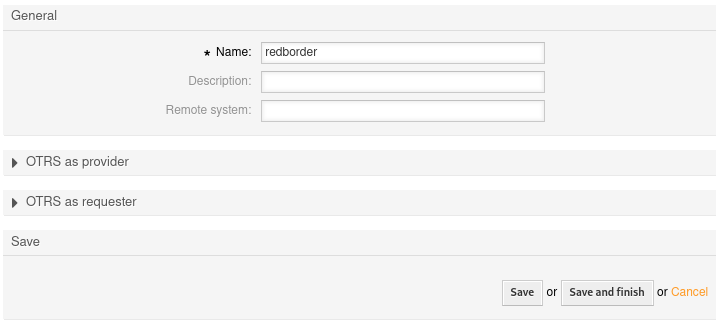 General
* Name: redborder
Description:
Remote system:
OTRS as provider
OTRS as requester
Save
Save or Save and finish or Cancel